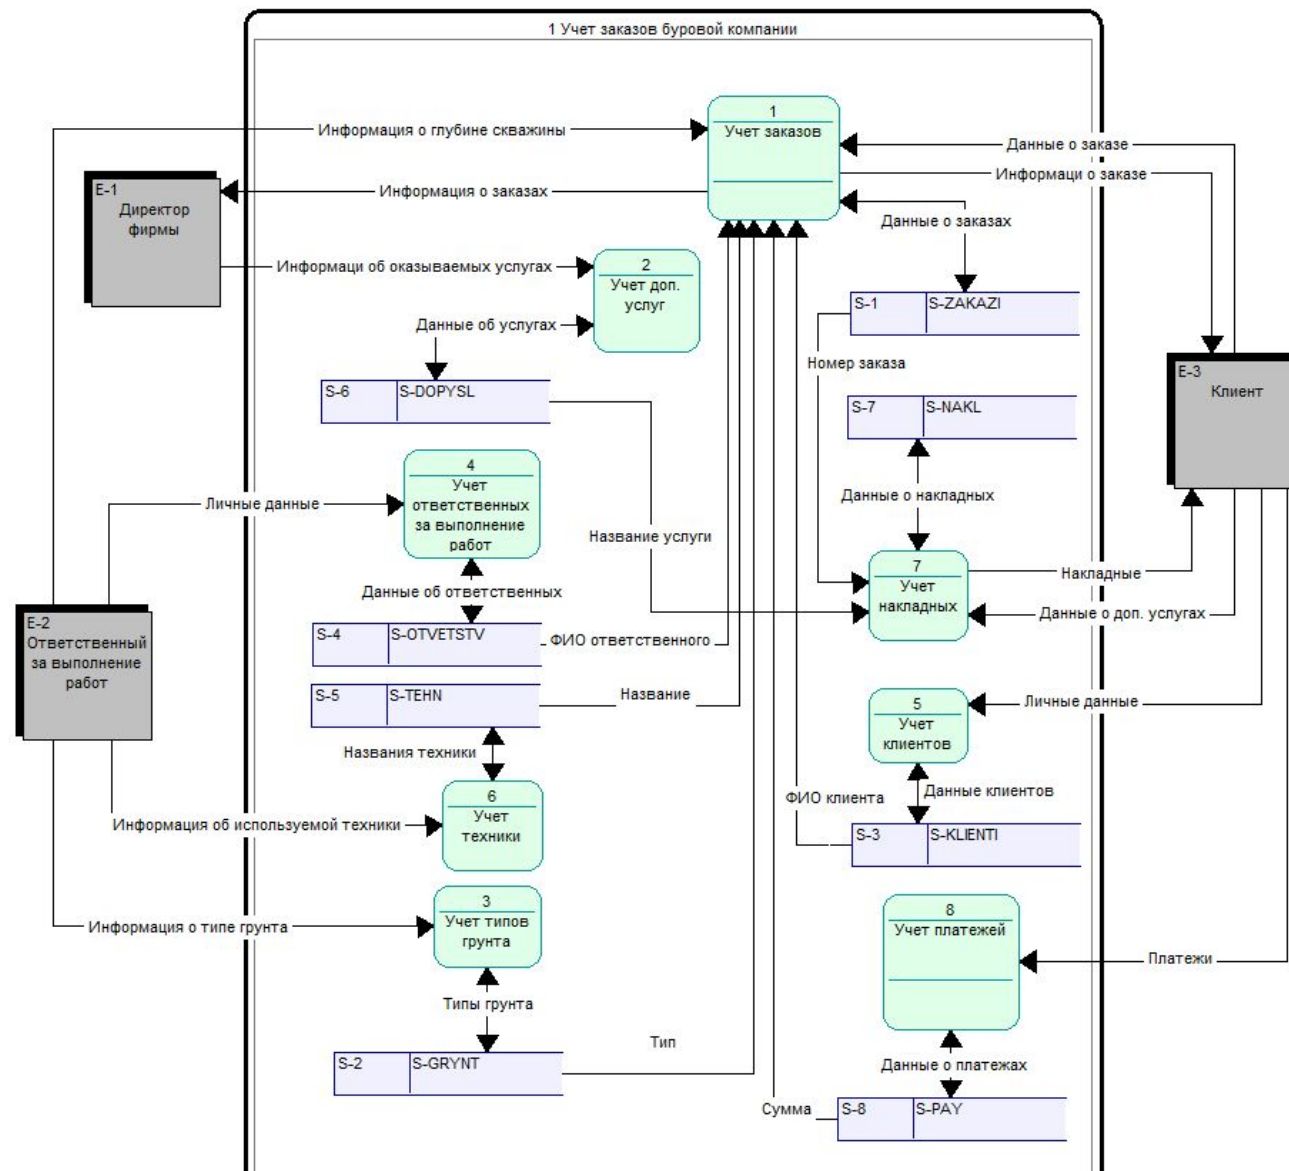 1 Учет заказов буровой компании
1
Учет заказов
Информация о глубине скважины
Данные о заказе
Информаци о заказе
E-1
Директор
фирмы
Информация о заказах
Данные о заказах
Информаци об оказываемых услугах
2
Учет доп.
услуг
S-1
S-ZAKAZI
Данные об услугах
Номер заказа
E-3
Клиент
S-6
S-DOPYSL
S-7
S-NAKL
4
Учет
ответственных
за выполнение
работ
Личные данные
Данные о накладных
Название услуги
7
Учет
накладных
Накладные
Данные об ответственных
Данные о доп. услугах
E-2
Ответственный
за выполнение
работ
S-4
S-OTVETSTV
ФИО ответственного
S-5
S-TEHN
Название
5
Учет
клиентов
Личные данные
Названия техники
6
Учет
техники
ФИО клиента
Данные клиентов
Информация об используемой техники
S-3
S-KLIENTI
3
Учет типов
грунта
Информация о типе грунта
8
Учет платежей
Платежи
Типы грунта
Тип
S-2
S-GRYNT
Данные о платежах
Сумма
S-8
S-PAY